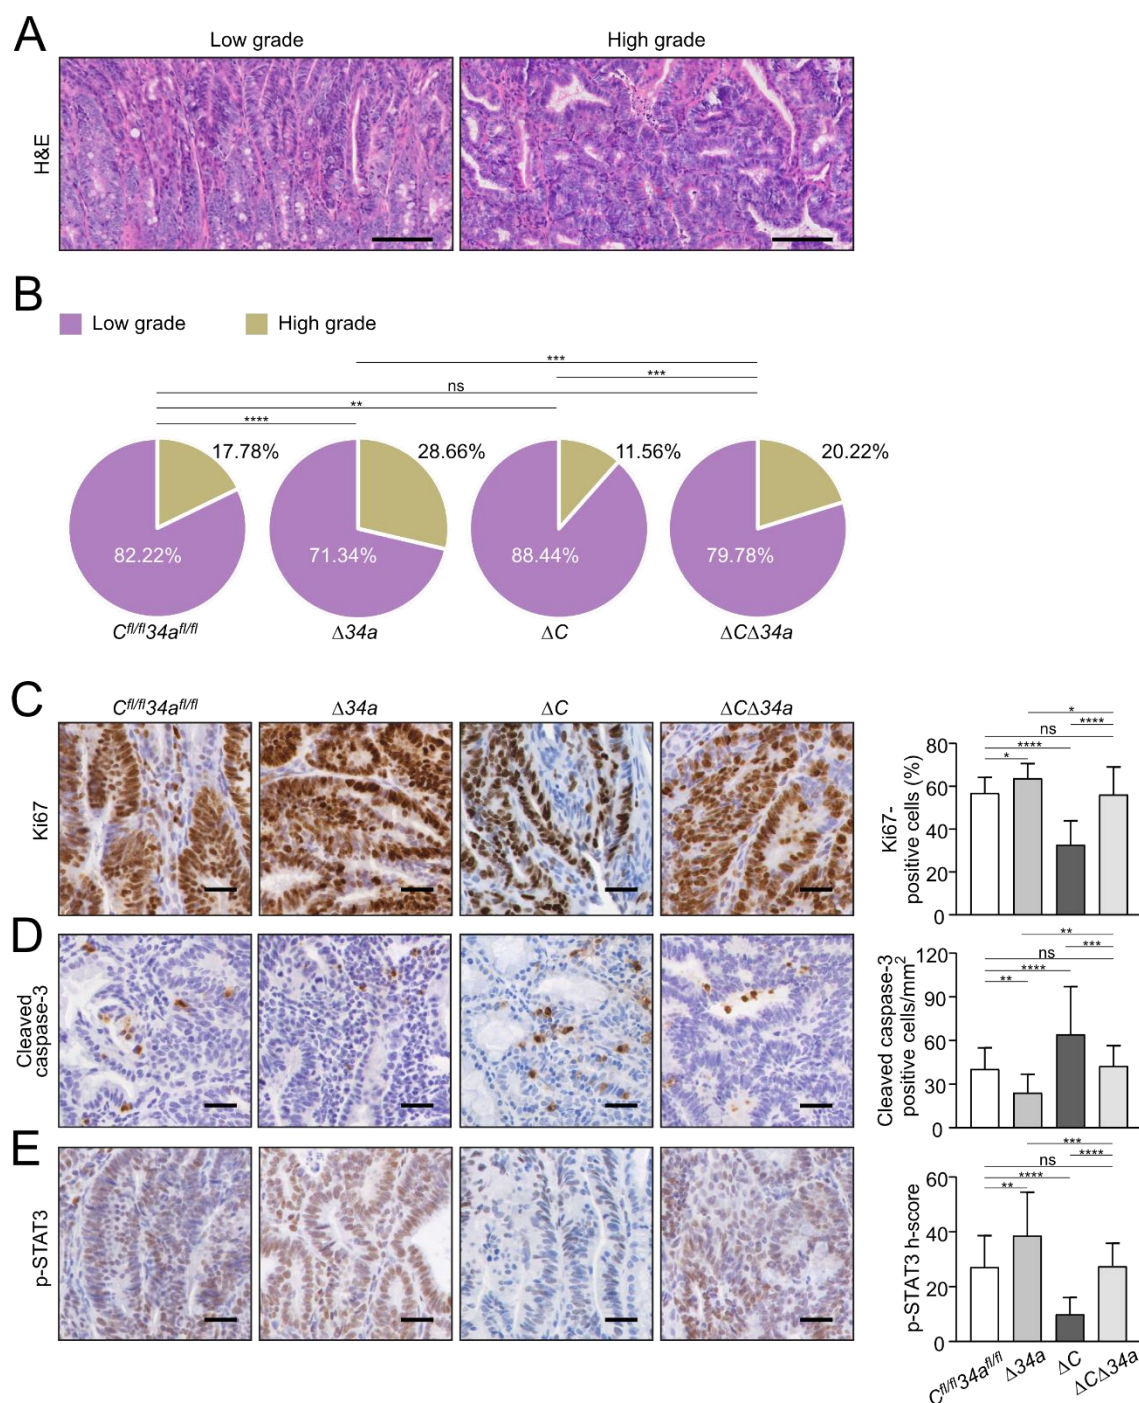 A
Low grade
High grade
H&E
B
Low grade
High grade
***
***
ns
**
****
17.78%
28.66%
11.56%
20.22%
82.22%
71.34%
88.44%
79.78%
Cfl/fl34afl/fl
Δ34a
ΔC
ΔCΔ34a
C
Cfl/fl34afl/fl
Δ34a
ΔC
ΔCΔ34a
Ki67
*
****
ns
****
*
80
60
40
20
0
Ki67-
positive cells (%)
D
Cleaved
caspase-3
**
***
ns
****
**
120
90
60
30
0
Cleaved caspase-3
positive cells/mm2
E
p-STAT3
***
****
ns
****
**
60
40
20
0
p-STAT3 h-score
Cfl/fl34afl/fl
Δ34a
ΔC
ΔCΔ34a